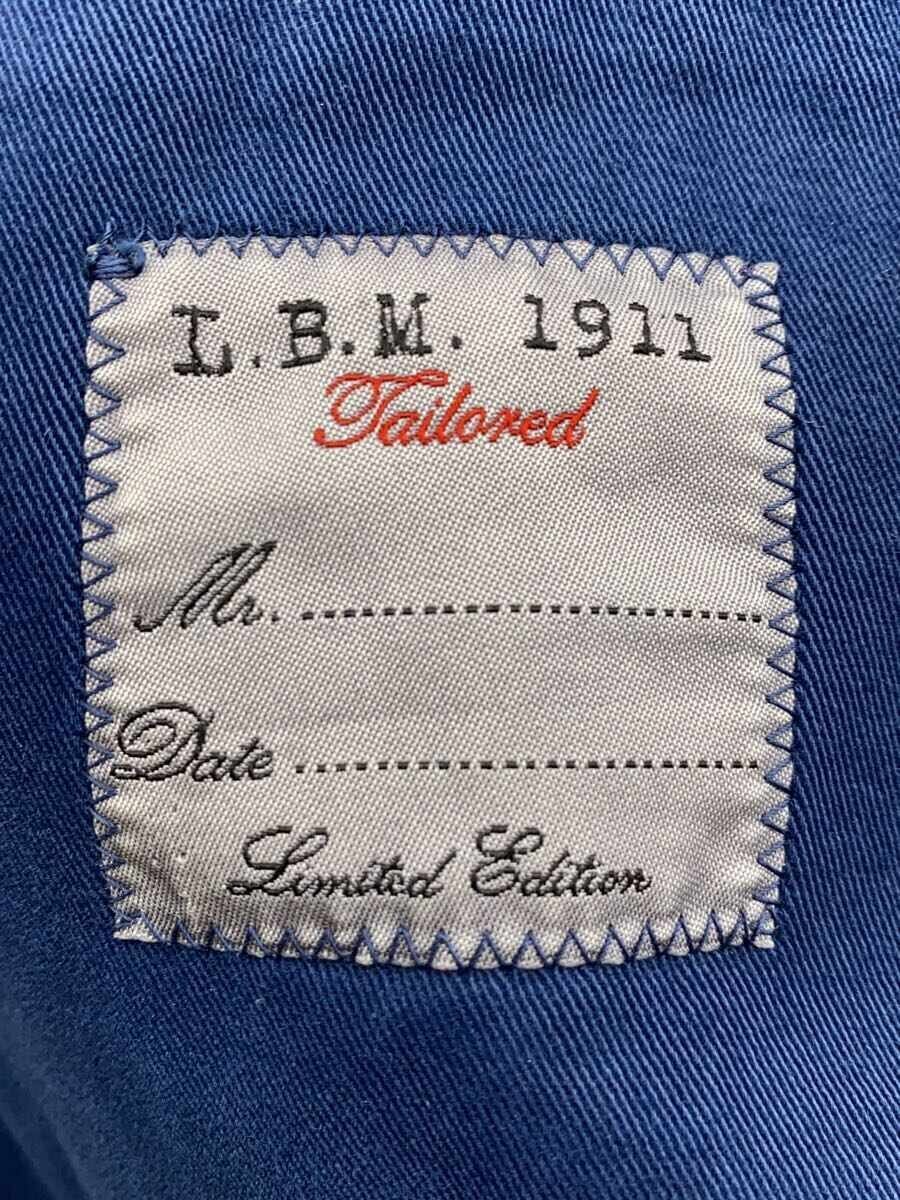 L.B.M. 1911
Tailored
Mr. ........................................
Date ........................................
Limited Edition